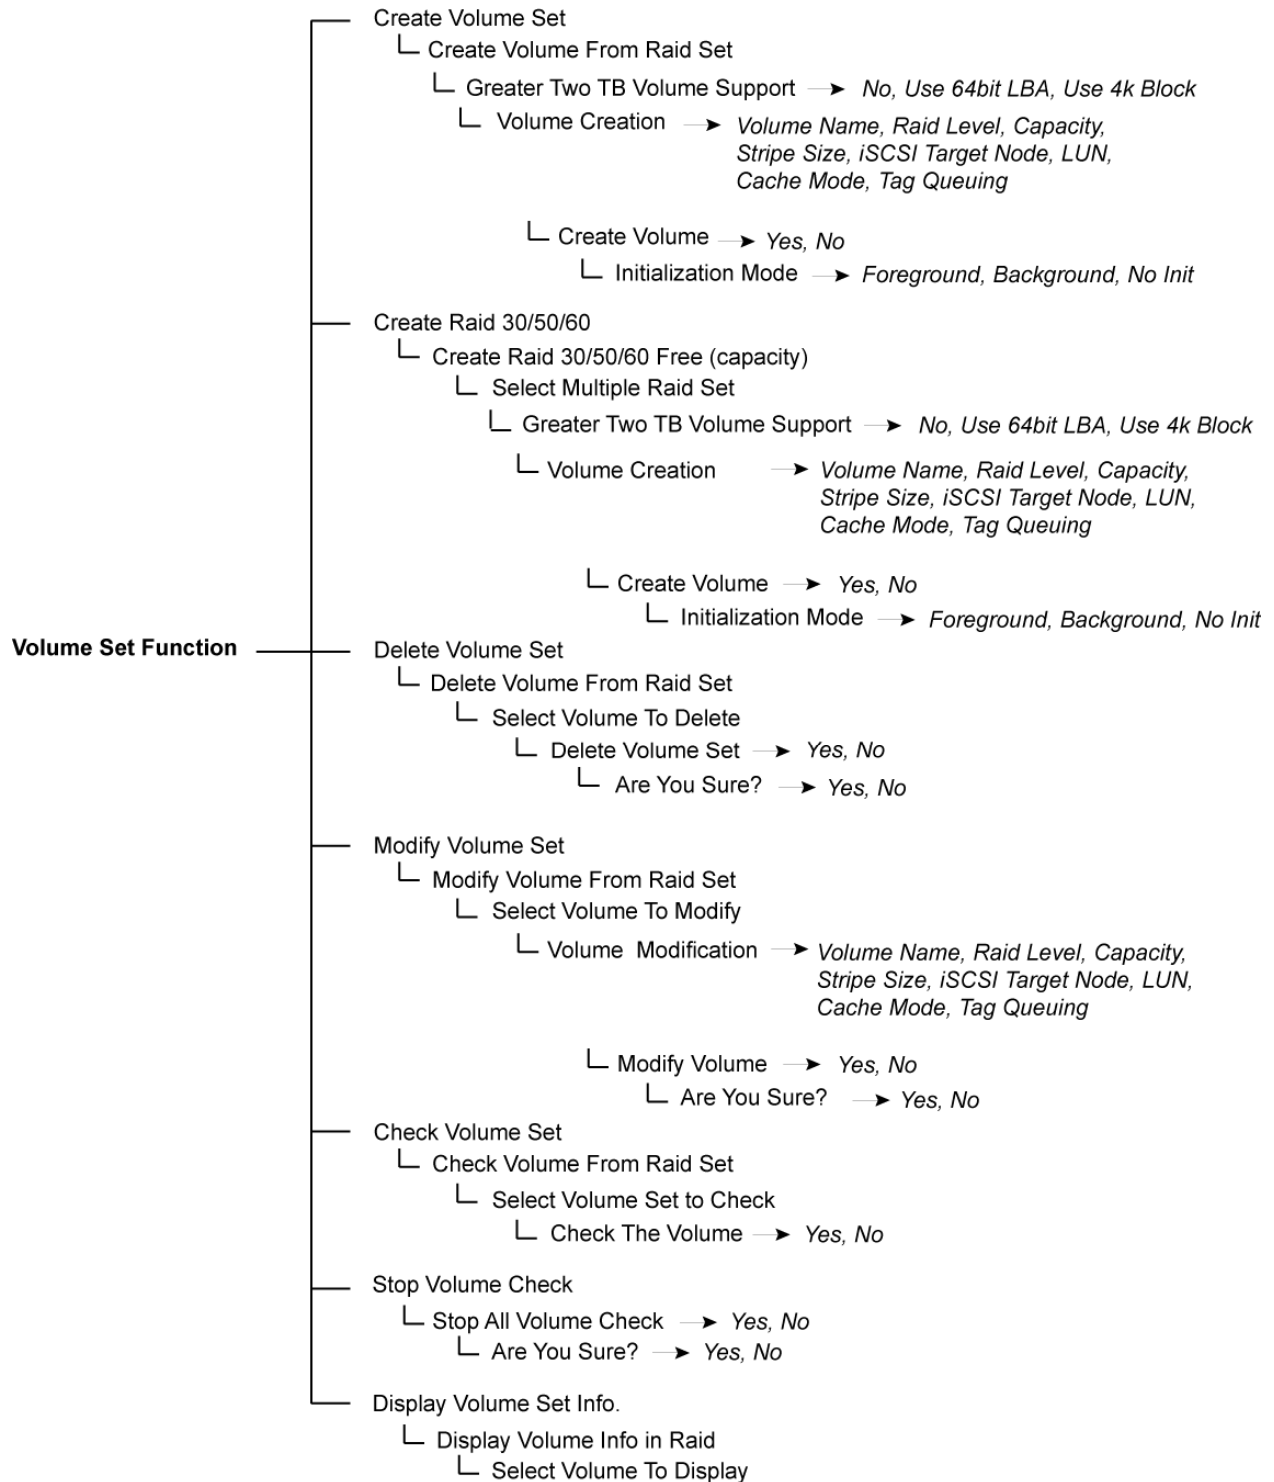 Create Volume Set
Create Volume From Raid Set
Greater Two TB Volume Support No, Use 64bit LBA, Use 4k Block
Volume Creation Volume Name, Raid Level, Capacity,
Stripe Size, iSCSI Target Node, LUN,
Cache Mode, Tag Queuing
Create Volume Yes, No
Initialization Mode Foreground, Background, No Init
Create Raid 30/50/60
Create Raid 30/50/60 Free (capacity)
Select Multiple Raid Set
Greater Two TB Volume Support No, Use 64bit LBA, Use 4k Block
Volume Creation Volume Name, Raid Level, Capacity,
Stripe Size, iSCSI Target Node, LUN,
Cache Mode, Tag Queuing
Create Volume Yes, No
Initialization Mode Foreground, Background, No Init
Volume Set Function Delete Volume Set
Delete Volume From Raid Set
Select Volume To Delete
Delete Volume Set Yes, No
Are You Sure? Yes, No
Modify Volume Set
Modify Volume From Raid Set
Select Volume To Modify
Volume Modification Volume Name, Raid Level, Capacity,
Stripe Size, iSCSI Target Node, LUN,
Cache Mode, Tag Queuing
Modify Volume Yes, No
Are You Sure? Yes, No
Check Volume Set
Check Volume From Raid Set
Select Volume Set to Check
Check The Volume Yes, No
Stop Volume Check
Stop All Volume Check Yes, No
Are You Sure? Yes, No
Display Volume Set Info.
Display Volume Info in Raid
Select Volume To Display